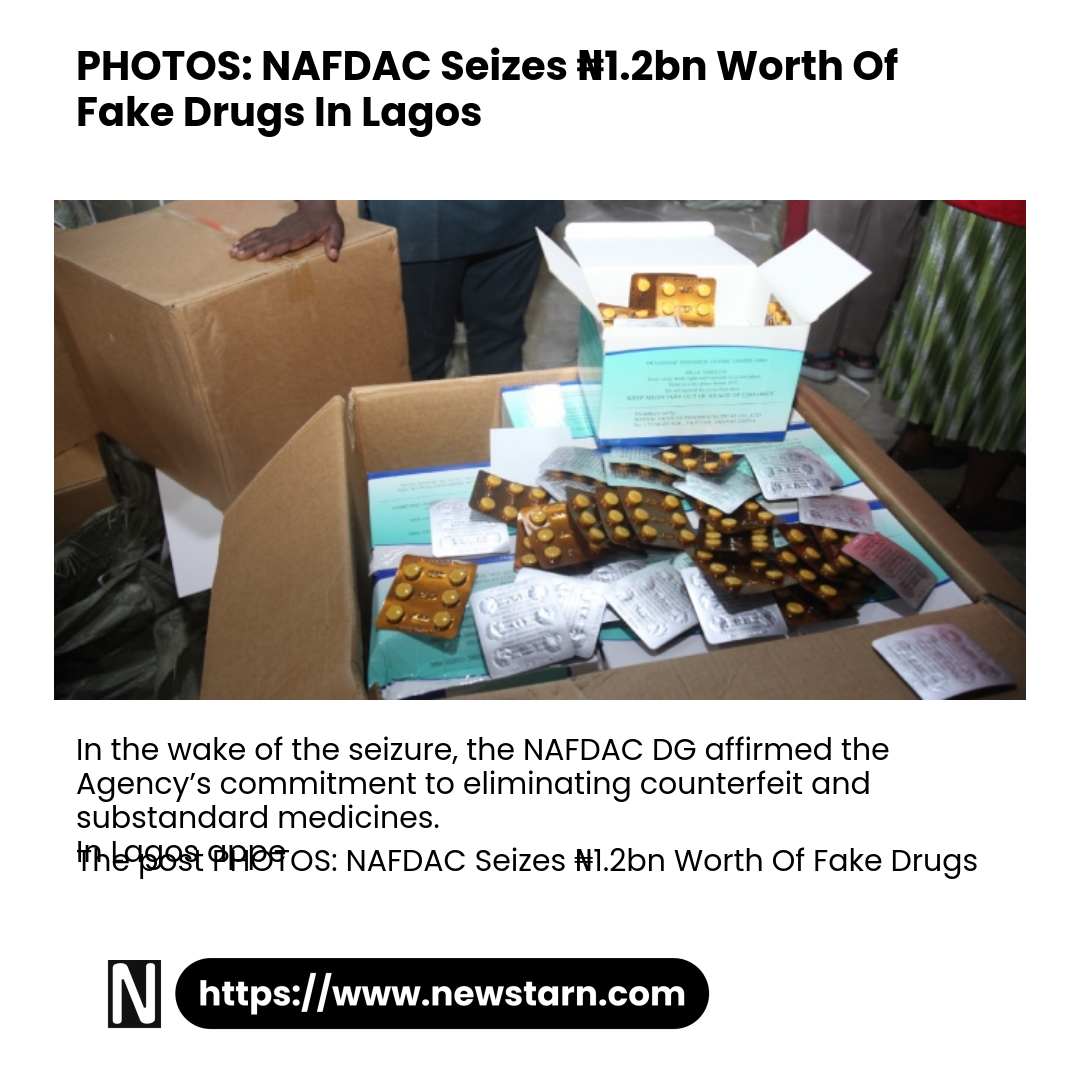 PHOTOS: NAFDAC Seizes ₦1.2bn Worth Of
Fake Drugs In Lagos
KEEP MEDICINES OUT OF REACH OF CHILDREN
In the wake of the seizure, the NAFDAC DG affirmed the
Agency’s commitment to eliminating counterfeit and
substandard medicines.
In Lagos appe
The post PHOTOS: NAFDAC Seizes ₦1.2bn Worth Of Fake Drugs
N
https://www.newstarn.com